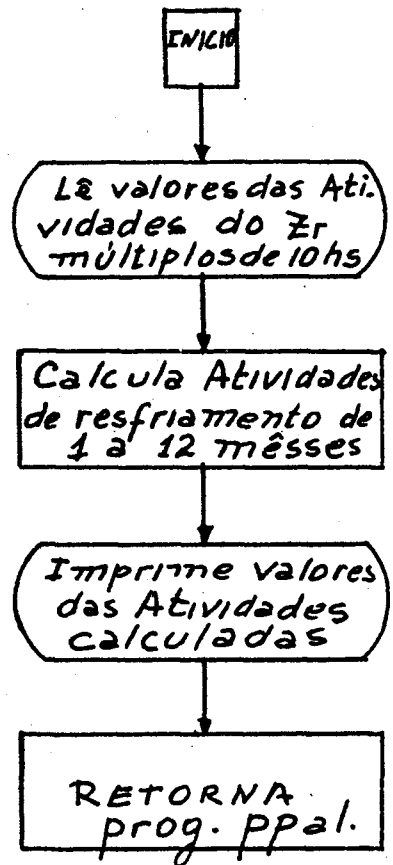 INICIO
Lê valores das Ati-
vidades do Zr
múltiplos de 10hs
Calcula Atividades
de resfriamento de
1 a 12 mêsses
Imprime valores
das Atividades
calculadas
RETORNA
prog. ppal.